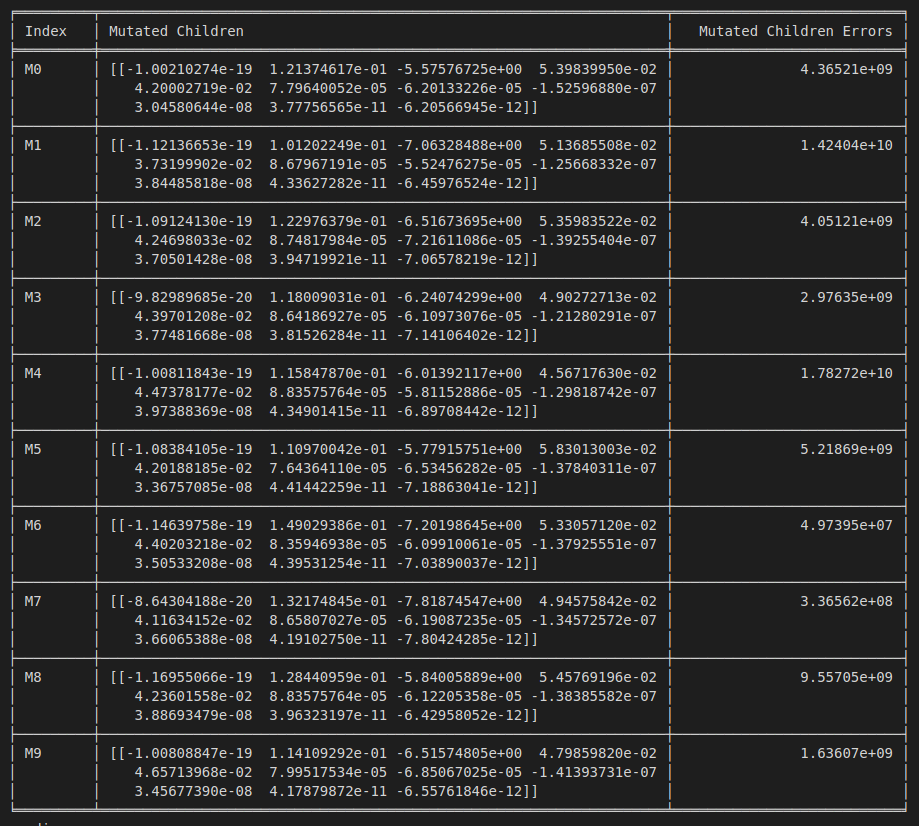 Index Mutated Children Mutated Children Errors
M0 [[-1.00210274e-19 1.21374617e-01 -5.57576725e+00 5.39839950e-02 4.36521e+09
4.20002719e-02 7.79640052e-05 -6.20133226e-05 -1.52596880e-07
3.04580644e-08 3.77756565e-11 -6.20566945e-12]]
M1 [[-1.12136653e-19 1.01202249e-01 -7.06328488e+00 5.13685508e-02 1.42404e+10
3.73199902e-02 8.67967191e-05 -5.52476275e-05 -1.25668332e-07
3.84485818e-08 4.33627282e-11 -6.45976524e-12]]
M2 [[-1.09124130e-19 1.22976379e-01 -6.51673695e+00 5.35983522e-02 4.05121e+09
4.24698033e-02 8.74817984e-05 -7.21611086e-05 -1.39255404e-07
3.70501428e-08 3.94719921e-11 -7.06578219e-12]]
M3 [[-9.82989685e-20 1.18009031e-01 -6.24074299e+00 4.90272713e-02 2.97635e+09
4.39701208e-02 8.64186927e-05 -6.10973076e-05 -1.21280291e-07
3.77481668e-08 3.81526284e-11 -7.14106402e-12]]
M4 [[-1.00811843e-19 1.15847870e-01 -6.01392117e+00 4.56717630e-02 1.78272e+10
4.47378177e-02 8.83575764e-05 -5.81152886e-05 -1.29818742e-07
3.97388369e-08 4.34901415e-11 -6.89708442e-12]]
M5 [[-1.08384105e-19 1.10970042e-01 -5.77915751e+00 5.83013003e-02 5.21869e+09
4.20188185e-02 7.64364110e-05 -6.53456282e-05 -1.37840311e-07
3.36757085e-08 4.41442259e-11 -7.18863041e-12]]
M6 [[-1.14639758e-19 1.49029386e-01 -7.20198645e+00 5.33057120e-02 4.97395e+07
4.40203218e-02 8.35946938e-05 -6.09910061e-05 -1.37925551e-07
3.50533208e-08 4.39531254e-11 -7.03890037e-12]]
M7 [[-8.64304188e-20 1.32174845e-01 -7.81874547e+00 4.94575842e-02 3.36562e+08
4.11634152e-02 8.65807027e-05 -6.19087235e-05 -1.34572572e-07
3.66065388e-08 4.19102750e-11 -7.80424285e-12]]
M8 [[-1.16955066e-19 1.28440959e-01 -5.84005889e+00 5.45769196e-02 9.55705e+09
4.23601558e-02 8.83575764e-05 -6.12205358e-05 -1.38385582e-07
3.88693479e-08 3.96323197e-11 -6.42958052e-12]]
M9 [[-1.00808847e-19 1.14109292e-01 -6.51574805e+00 4.79859820e-02 1.63607e+09
4.65713968e-02 7.99517534e-05 -6.85067025e-05 -1.41393731e-07
3.45677390e-08 4.17879872e-11 -6.55761846e-12]]